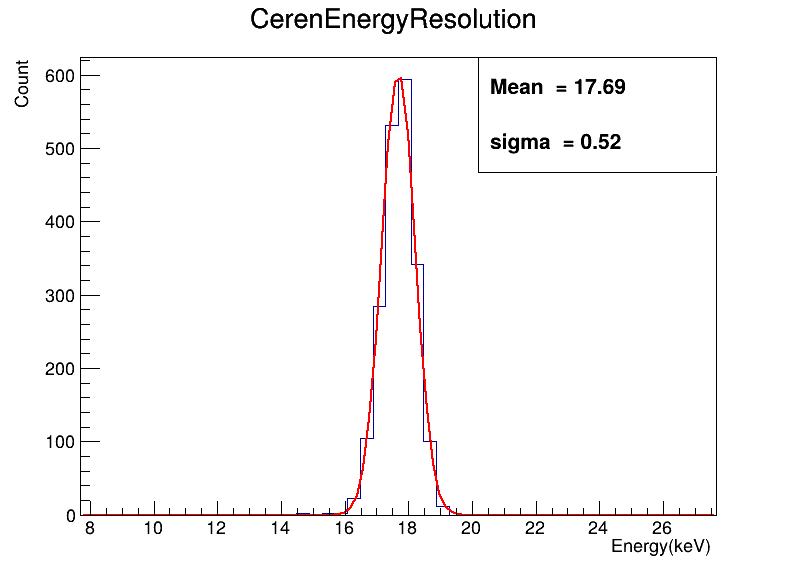 CerenEnergyResolution
Count
Mean = 17.69
sigma = 0.52
600
500
400
300
200
100
0
8 10 12 14 16 18 20 22 24 26
Energy(keV)